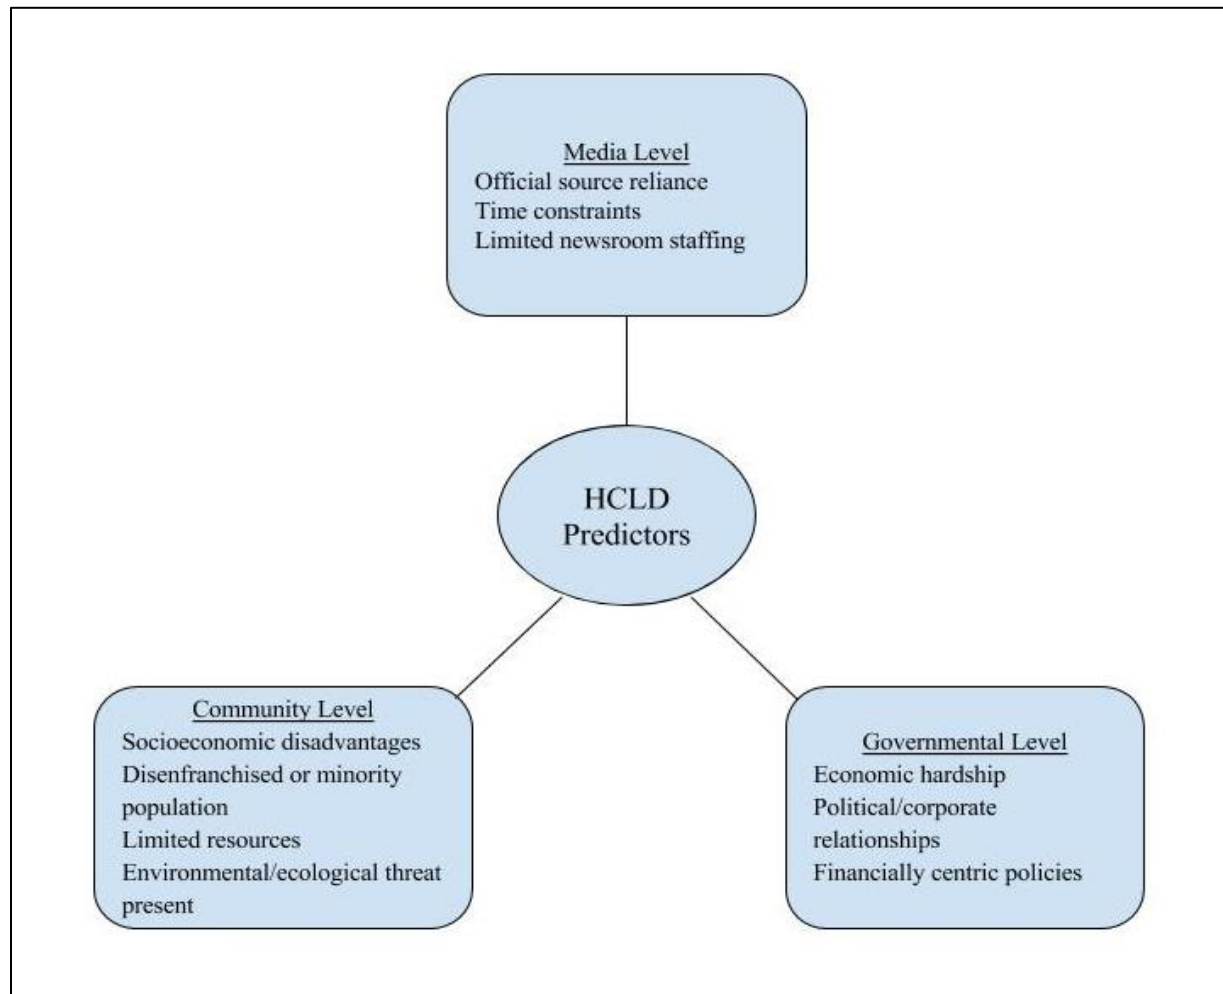 Media Level
Official source reliance
Time constraints
Limited newsroom staffing
HCLD
Predictors
Community Level
Socioeconomic disadvantages
Disenfranchised or minority
population
Limited resources
Environmental/ecological threat
present
Governmental Level
Economic hardship
Political/corporate
relationships
Financially centric policies